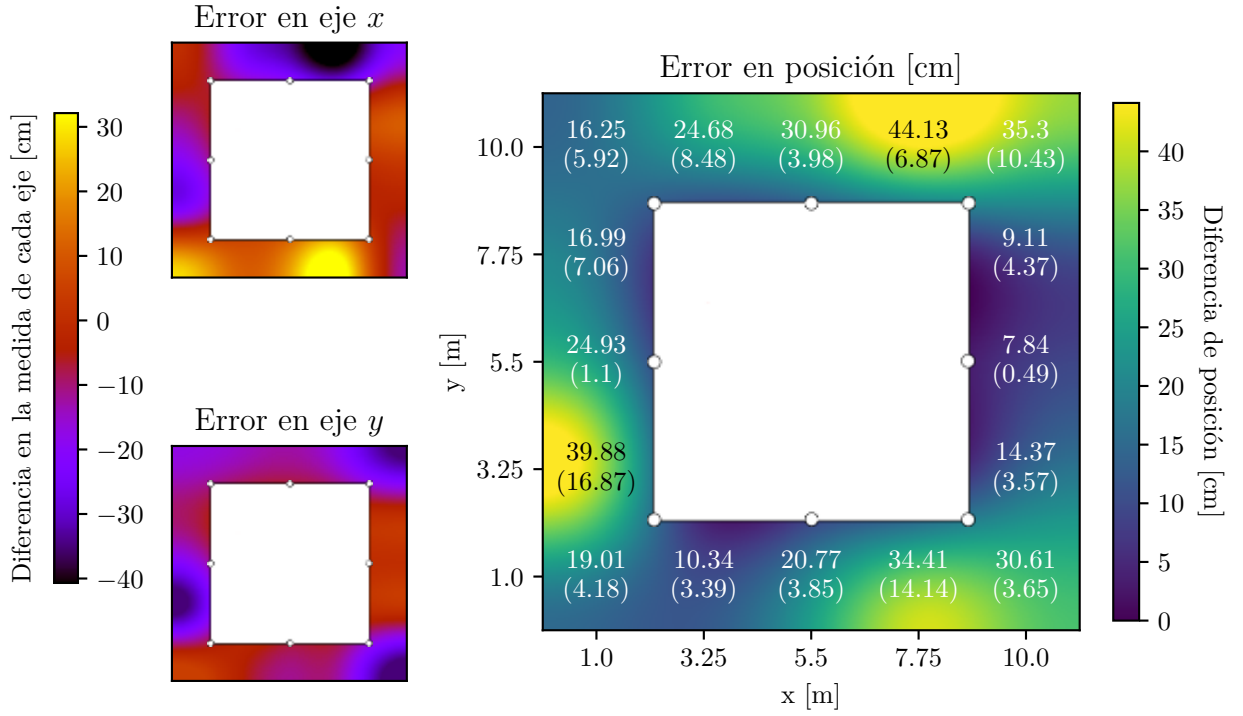 Error en eje x
Diferencia en la medida de cada eje [cm]
30
20
10
0
−10
−20
−30
−40
Error en eje y
Error en posición [cm]
y [m]
10.0
7.75
5.5
3.25
1.0
16.25 24.68 30.96 44.13 35.3
(5.92) (8.48) (3.98) (6.87) (10.43)
16.99 9.11
(7.06) (4.37)
24.93 7.84
(1.1) (0.49)
39.88 14.37
(16.87) (3.57)
19.01 10.34 20.77 34.41 30.61
(4.18) (3.39) (3.85) (14.14) (3.65)
1.0 3.25 5.5 7.75 10.0
x [m]
40
35
30
25
20
15
10
5
0
Diferencia de posición [cm]